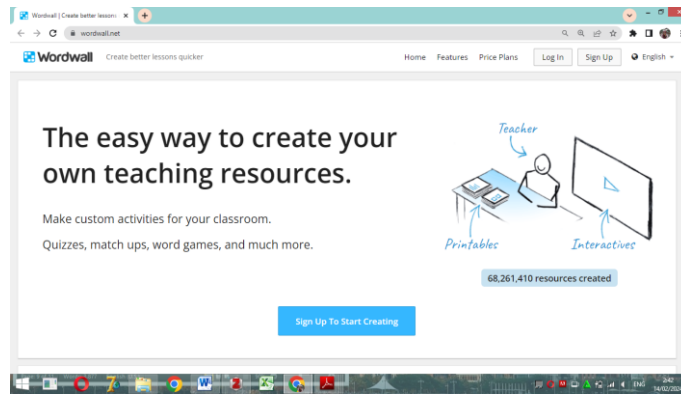 Wordwall | Create better lessons
wordwall.net
Wordwall
Create better lessons quicker
Home Features Price Plans Log In Sign Up English
The easy way to create your
own teaching resources.
Make custom activities for your classroom.
Quizzes, match ups, word games, and much more.
Teacher
Printables
Interactives
68,261,410 resources created
Sign Up To Start Creating
ENG